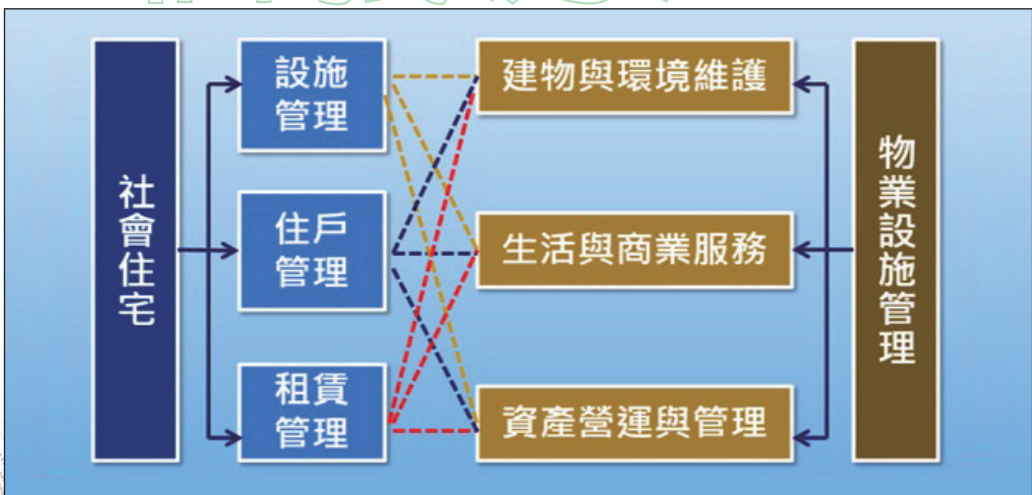 社會住宅
設施
管理
住戶
管理
租賃
管理
建物與環境維護
生活與商業服務
資產營運與管理
物業設施管理